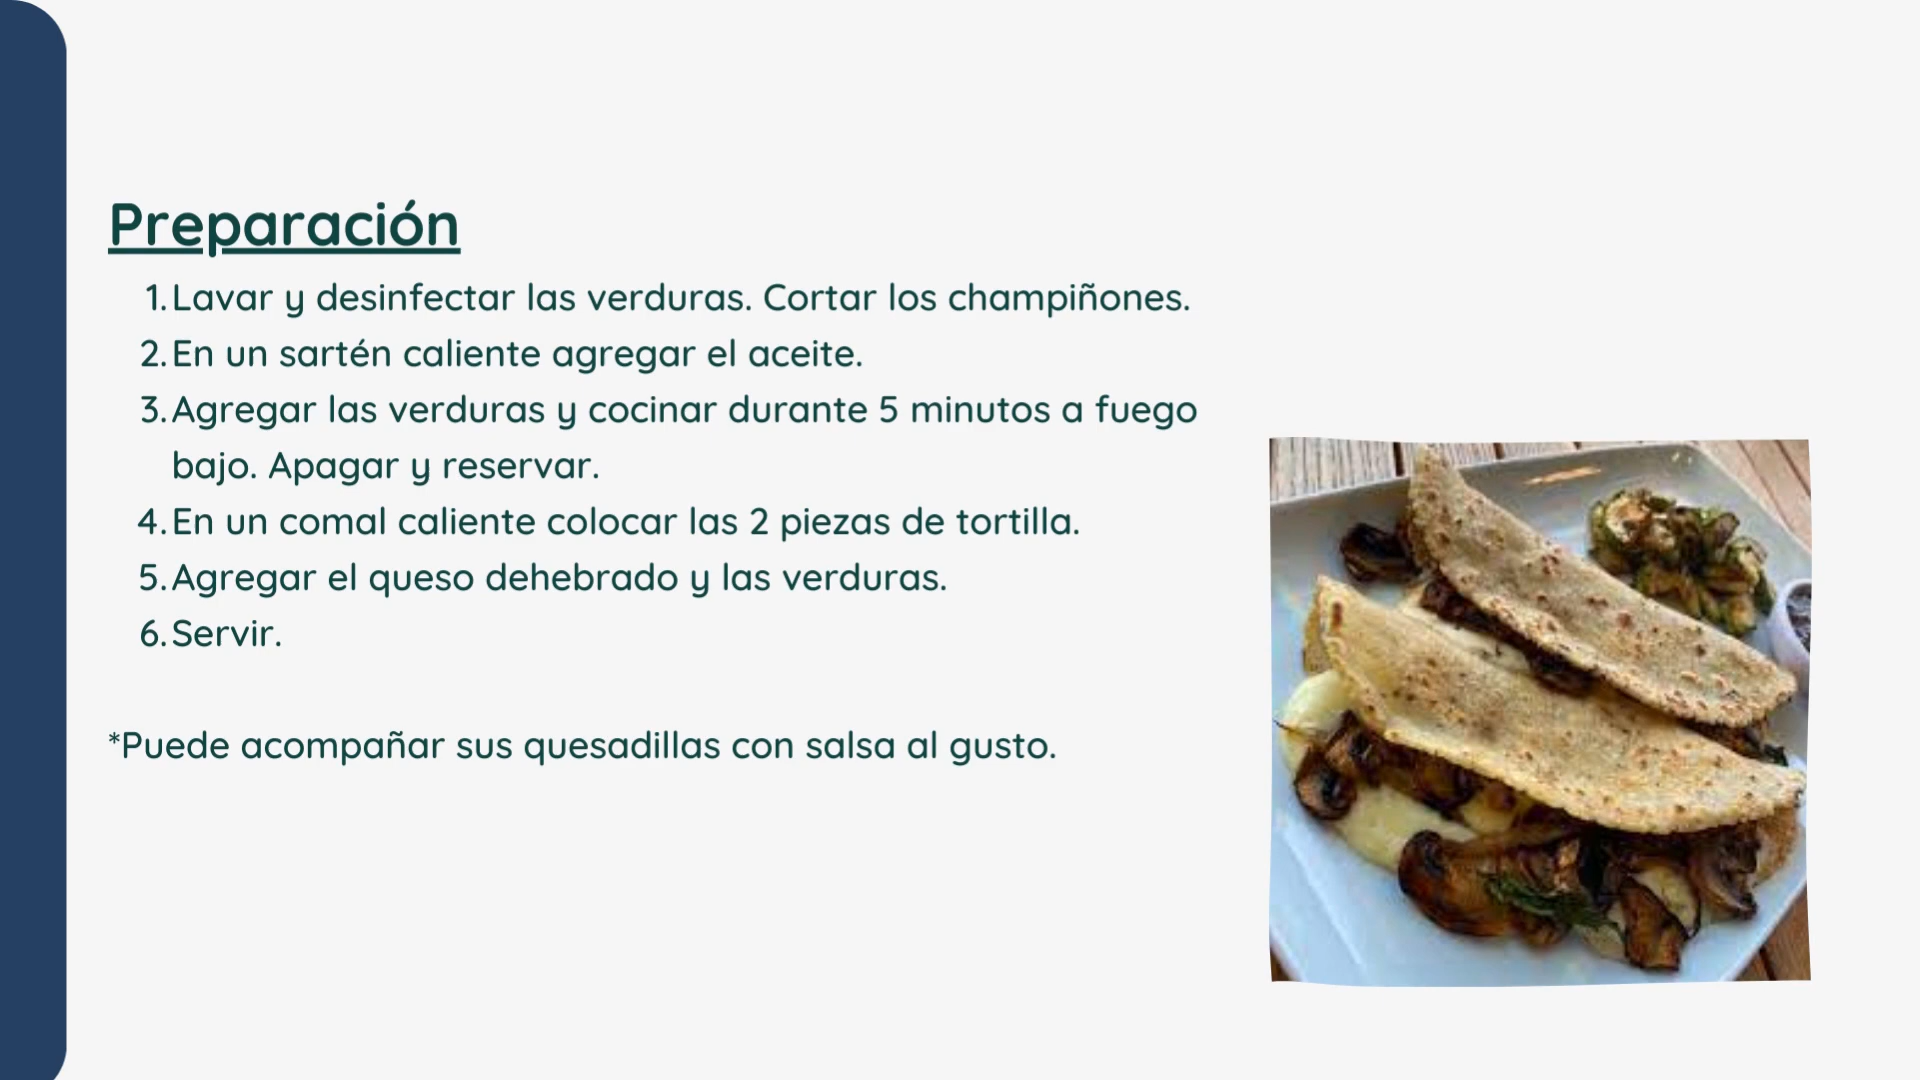 Preparación
1. Lavar y desinfectar las verduras. Cortar los champiñones.
2. En un sartén caliente agregar el aceite.
3. Agregar las verduras y cocinar durante 5 minutos a fuego
bajo. Apagar y reservar.
4. En un comal caliente colocar las 2 piezas de tortilla.
5. Agregar el queso dehebrado y las verduras.
6. Servir.
*Puede acompañar sus quesadillas con salsa al gusto.